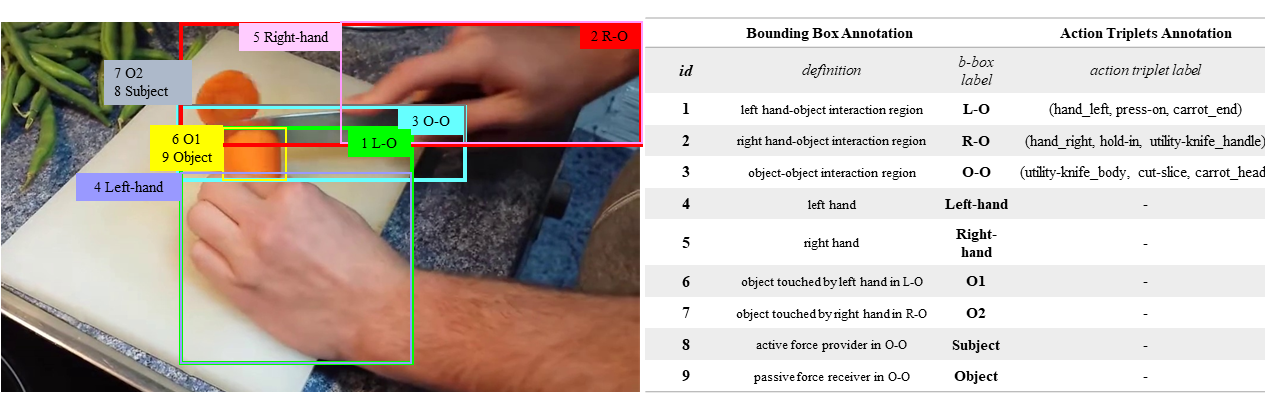 5 Right-hand
2 R-O
7 O2
8 Subject
3 O-O
6 O1
9 Object
1 L-O
4 Left-hand
Bounding Box Annotation Action Triplets Annotation
id definition b-box label action triplet label
1 left hand-object interaction region L-O (hand_left, press-on, carrot_end)
2 right hand-object interaction region R-O (hand_right, hold-in, utility-knife_handle)
3 object-object interaction region O-O (utility-knife_body, cut-slice, carrot_head
4 left hand Left-hand -
5 right hand Right-hand -
6 object touched by left hand in L-O O1 -
7 object touched by right hand in R-O O2 -
8 active force provider in O-O Subject -
9 passive force receiver in O-O Object -